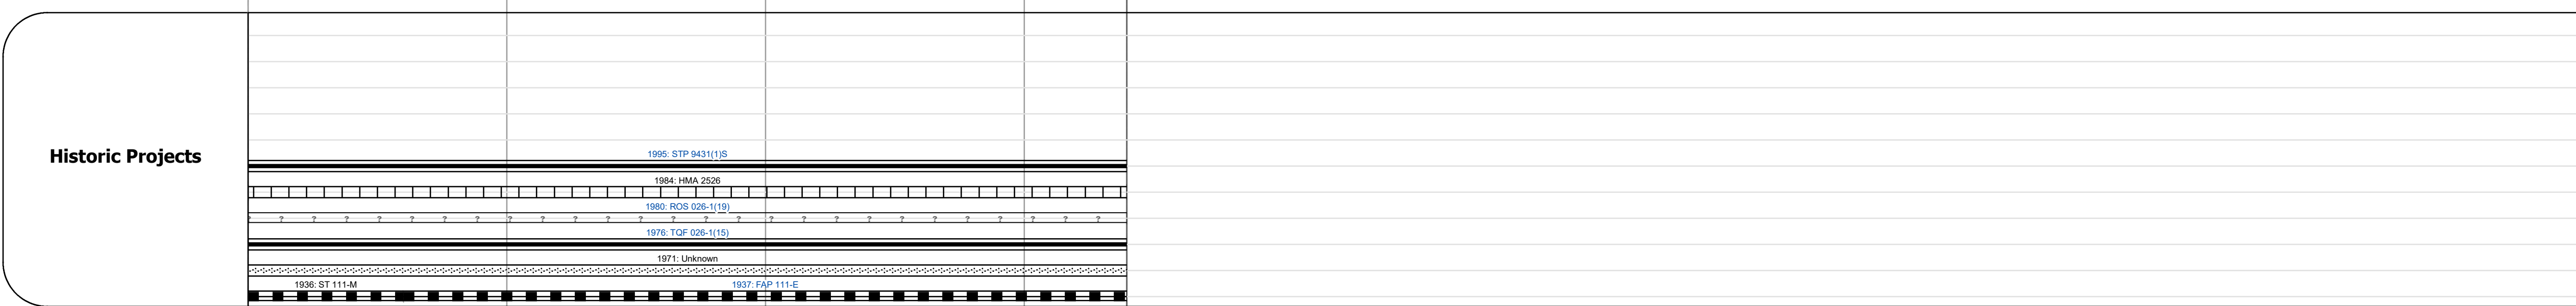 Historic Projects
1995: STP 9431(1)S
1984: HMA 2526
1980: ROS 026-1(19)
? ? ? ? ? ? ? ? ? ? ? ? ? ? ? ? ? ? ? ? ? ? ? ? ? ? ?
1976: TQF 026-1(15)
1971: Unknown
1936: ST 111-M 1937: FAP 111-E